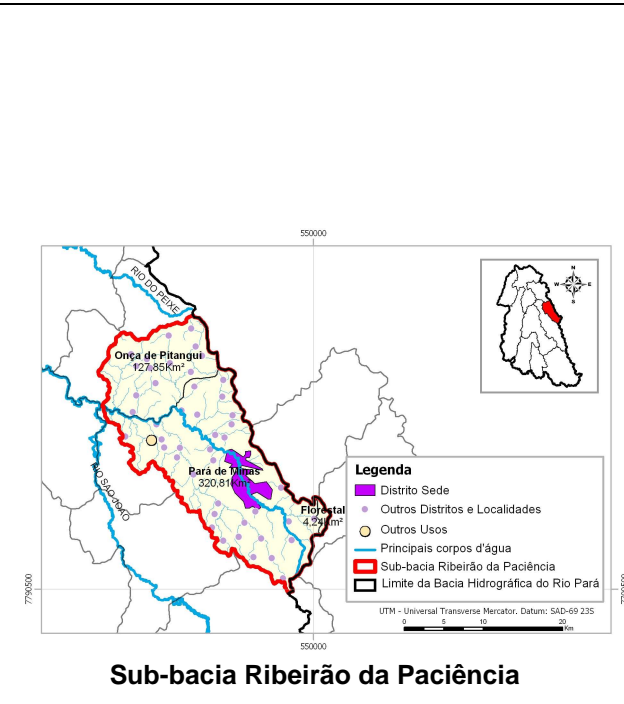 550000
RIO DO PEIXE
N
W E
S
Onça de Pitangui
127,85Km²
RIO SÃO JOÃO
Pará de Minas
320,81Km²
Florestal
4,24Km²
Legenda
Distrito Sede
Outros Distritos e Localidades
Outros Usos
Principais corpos d'água
Sub-bacia Ribeirão da Paciência
Limite da Bacia Hidrográfica do Rio Pará
UTM - Universal Transverse Mercator. Datum: SAD-69 23S
0 5 10 20
Km
7790500
7790500
550000
Sub-bacia Ribeirão da Paciência